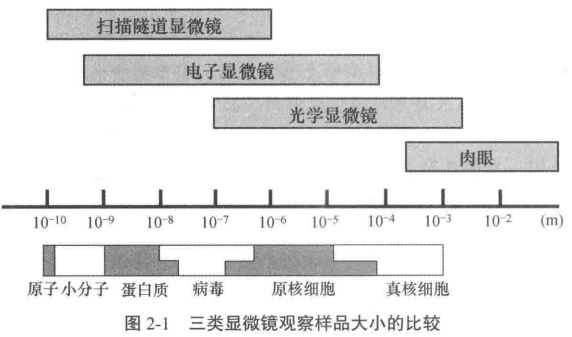 扫描隧道显微镜
电子显微镜
光学显微镜
肉眼
10⁻¹⁰ 10⁻⁹ 10⁻⁸ 10⁻⁷ 10⁻⁶ 10⁻⁵ 10⁻⁴ 10⁻³ 10⁻² (m)
原子 小分子 蛋白质 病毒 原核细胞 真核细胞
图 2-1 三类显微镜观察样品大小的比较